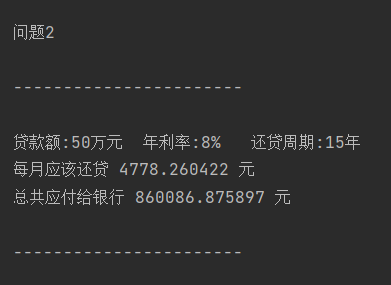 问题2
-----------------------
贷款额:50万元  年利率:8%   还贷周期:15年
每月应该还贷 4778.260422 元
总共应付给银行 860086.875897 元
-----------------------